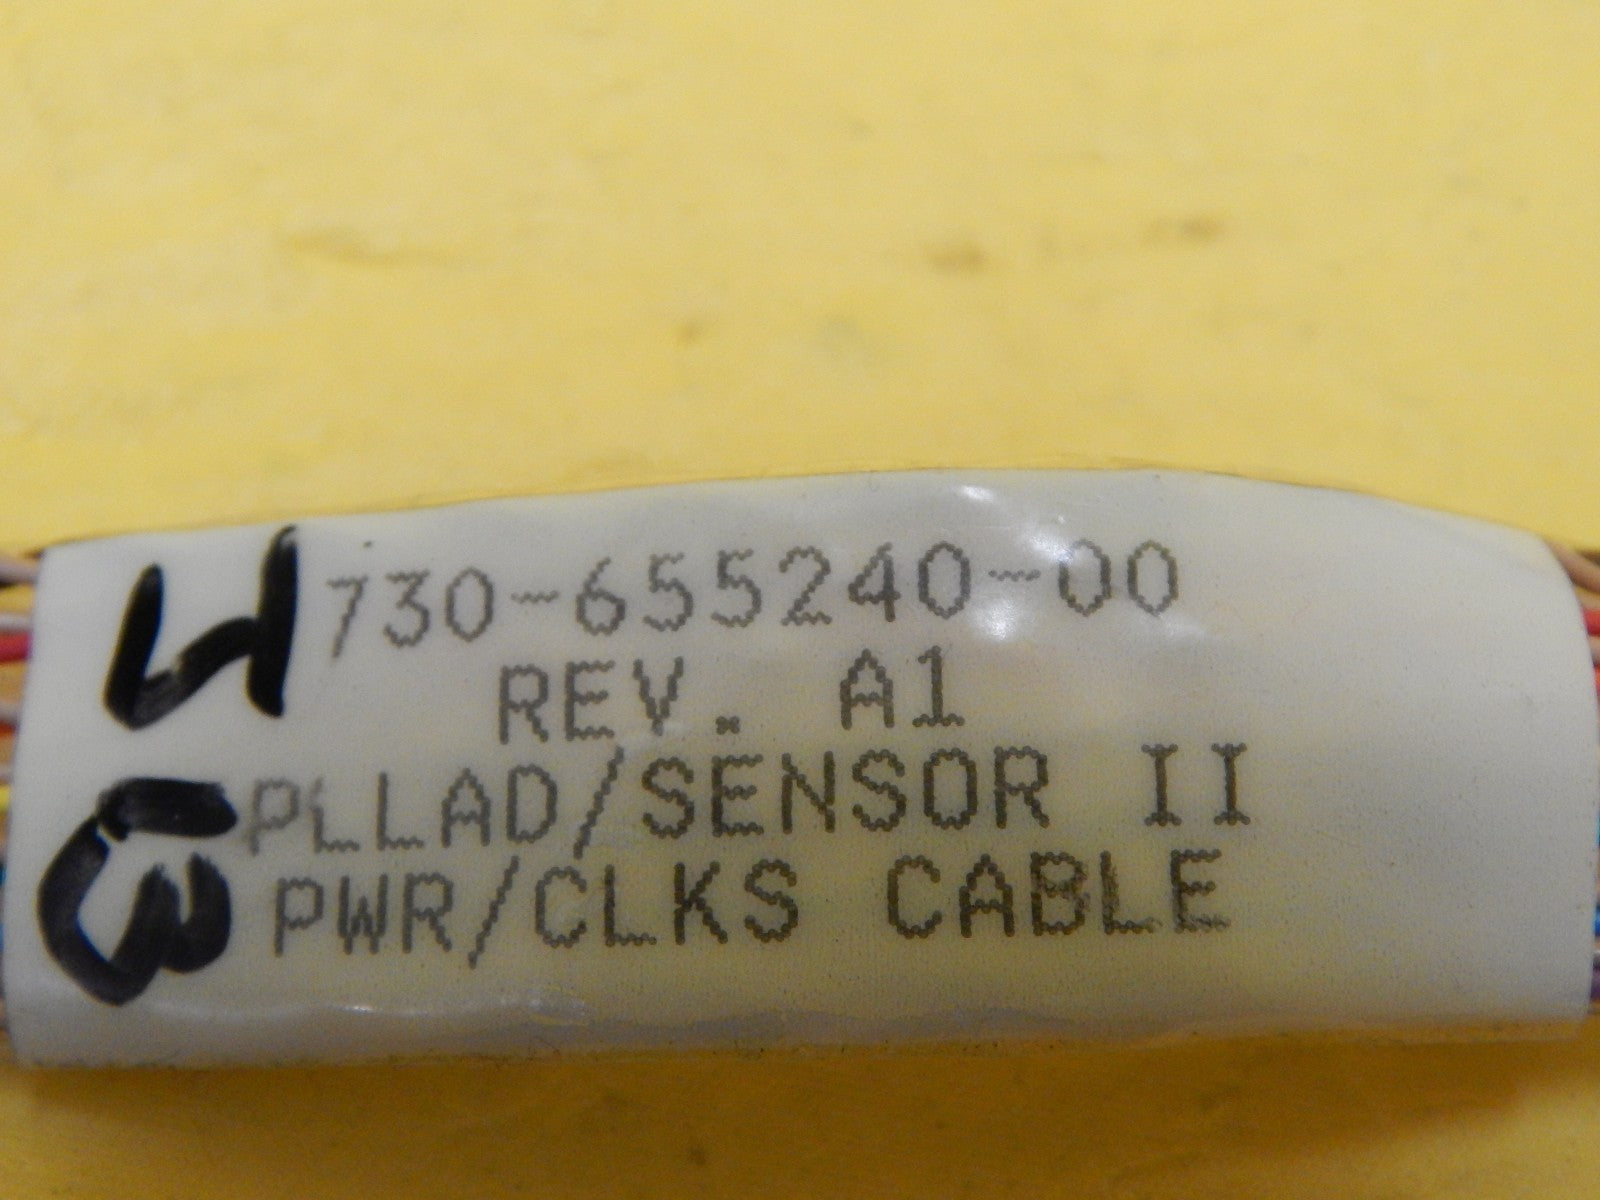 730-655240-00
REV. A1
PLLAD/SENSOR II
PWR/CLKS CABLE